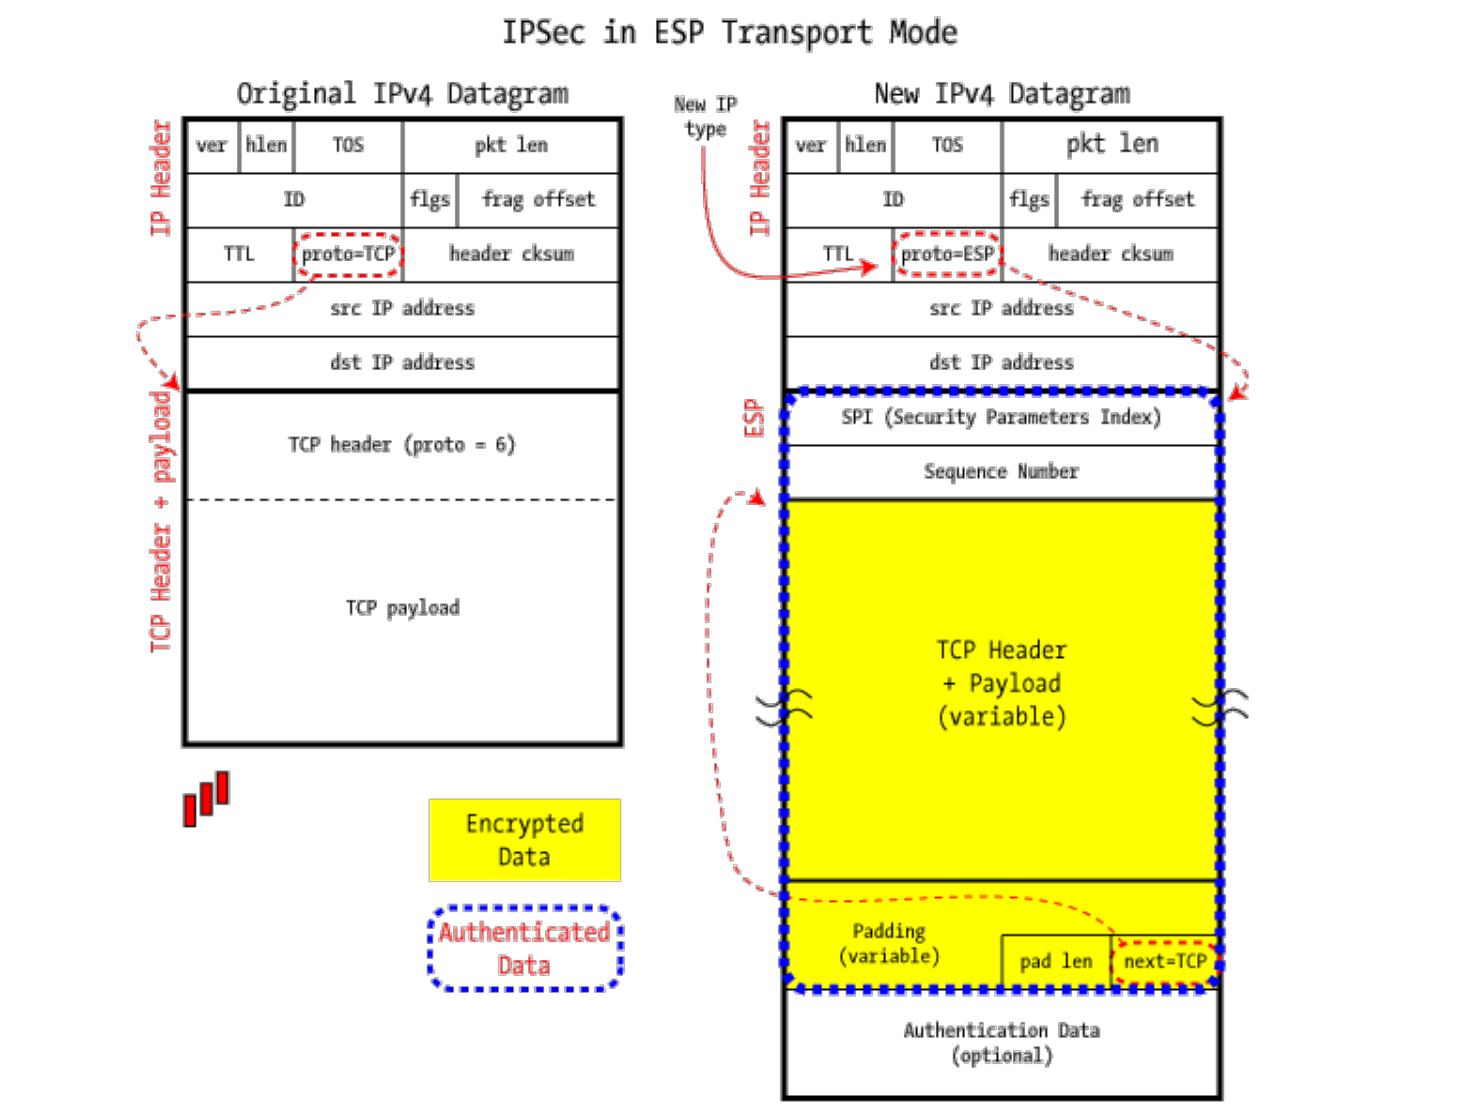 IPSec in ESP Transport Mode
Original IPv4 Datagram
IP Header
ver hlen TOS pkt len
ID flgs frag offset
TTL proto=TCP header cksum
src IP address
dst IP address
TCP Header + payload
TCP header (proto = 6)
TCP payload
Encrypted
Data
Authenticated
Data
New IPv4 Datagram
New IP
type
IP Header
ver hlen TOS pkt len
ID flgs frag offset
TTL proto=ESP header cksum
src IP address
dst IP address
ESP
SPI (Security Parameters Index)
Sequence Number
TCP Header
+ Payload
(variable)
Padding
(variable)
pad len next=TCP
Authentication Data
(optional)